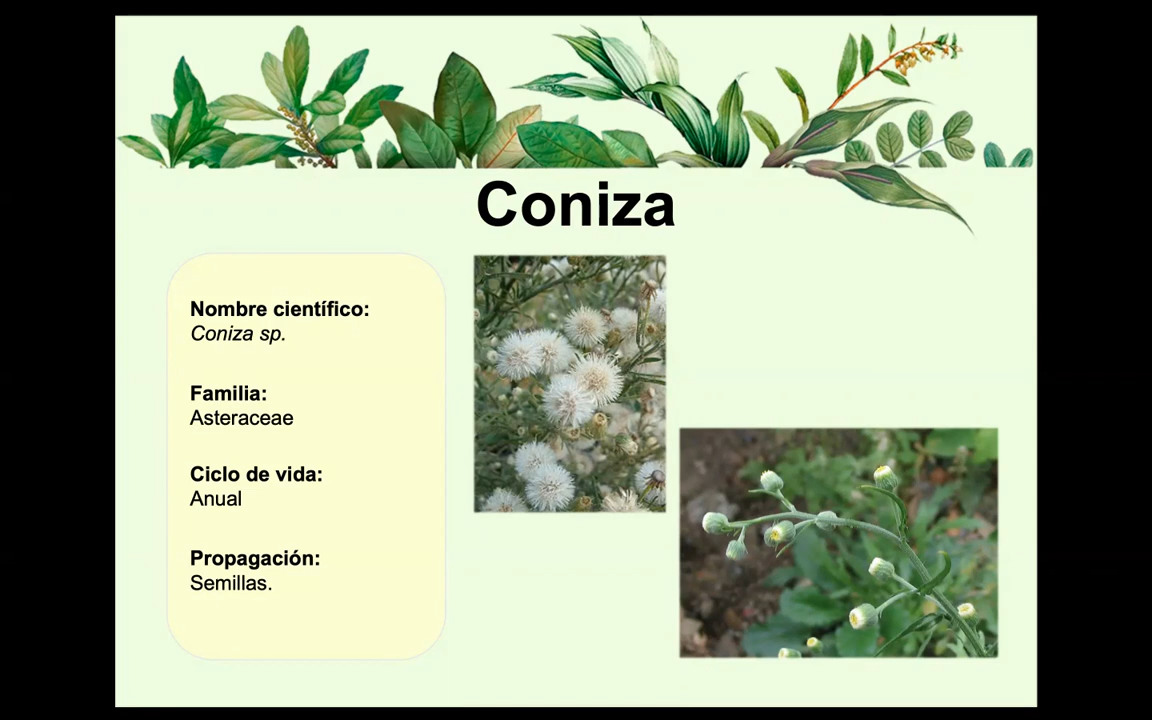 Coniza
Nombre científico:
Coniza sp.
Familia:
Asteraceae
Ciclo de vida:
Anual
Propagación:
Semillas.